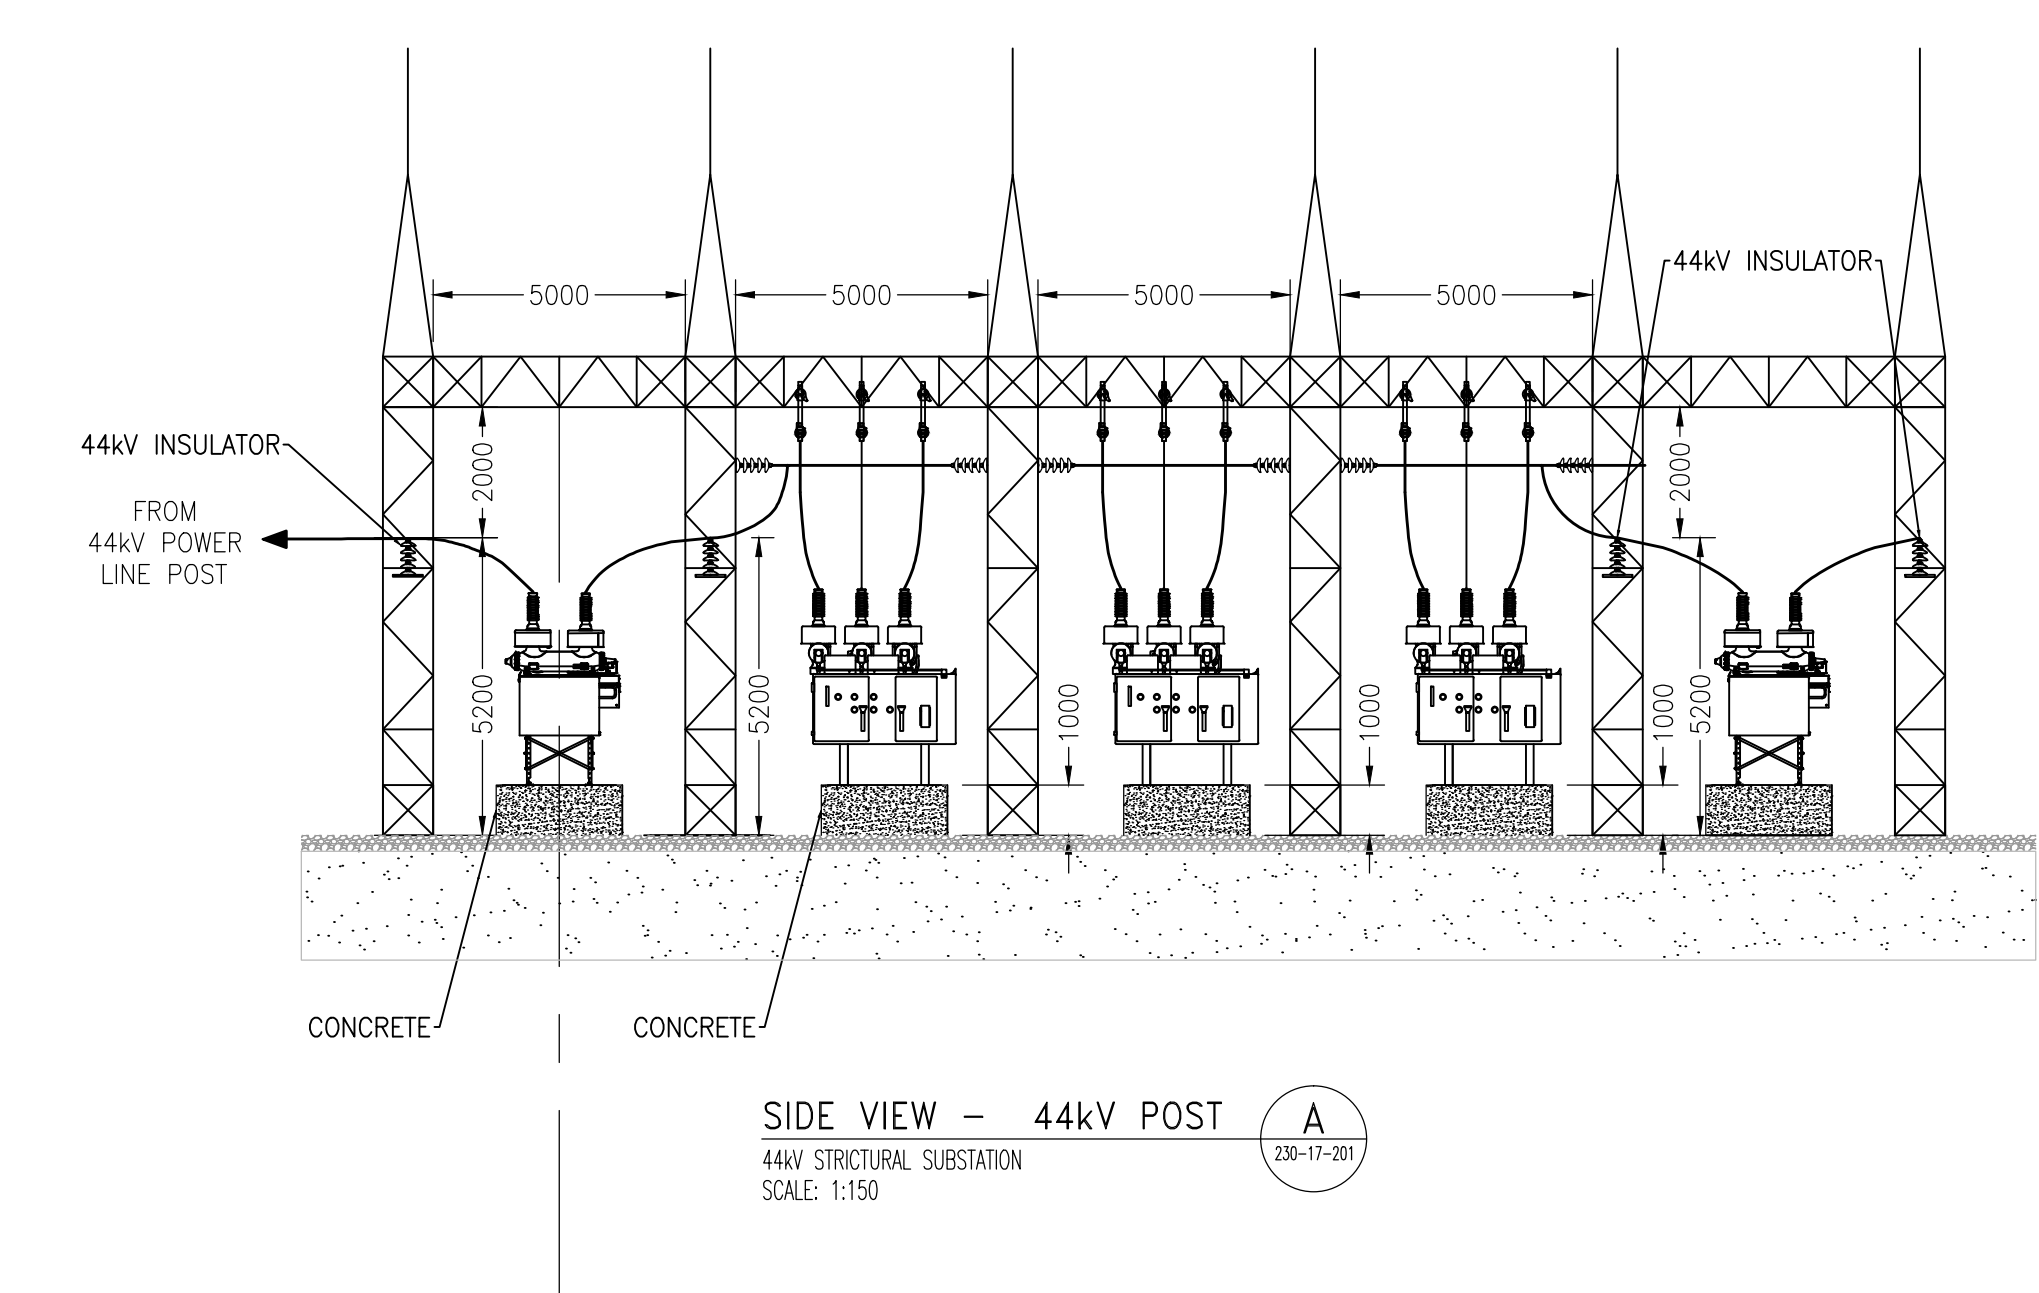 44kV INSULATOR
5000
5000
5000
5000
44kV INSULATOR
2000
2000
FROM
44kV POWER
LINE POST
5200
5200
1000
1000
1000
5200
CONCRETE
CONCRETE
SIDE VIEW - 44kV POST
A
230-17-201
44kV STRICTURAL SUBSTATION
SCALE: 1:150